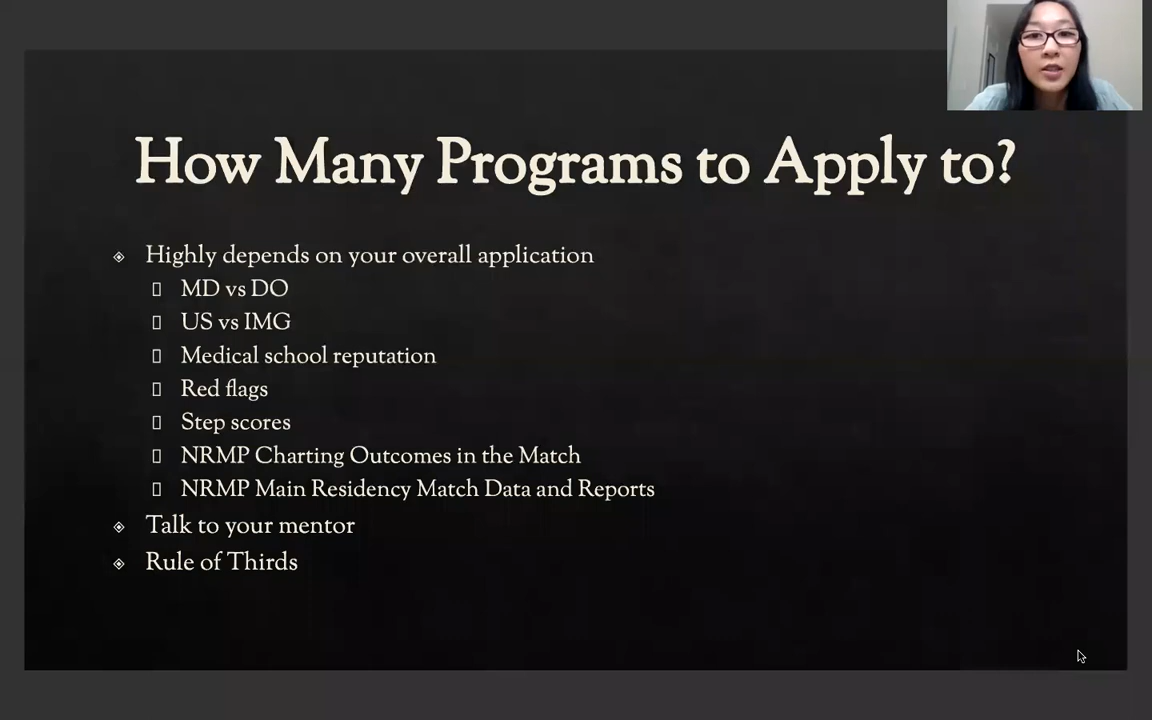 How Many Programs to Apply to?
Highly depends on your overall application
MD vs DO
US vs IMG
Medical school reputation
Red flags
Step scores
NRMP Charting Outcomes in the Match
NRMP Main Residency Match Data and Reports
Talk to your mentor
Rule of Thirds